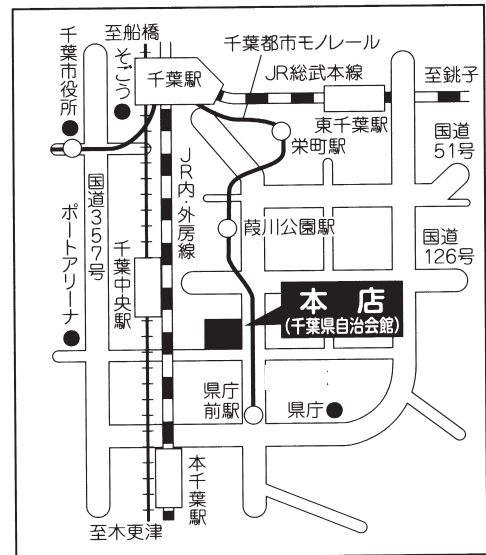 至船橋
千葉都市モノレール
千葉市役所
そごう
千葉駅
JR総武本線
至銚子
東千葉駅
栄町駅
国道
51号
JR内・外房線
国道357号
葭川公園駅
国道
126号
ポートアリーナ
千葉中央駅
本店
(千葉県自治会館)
県庁
前駅
県庁
本千葉駅
至木更津